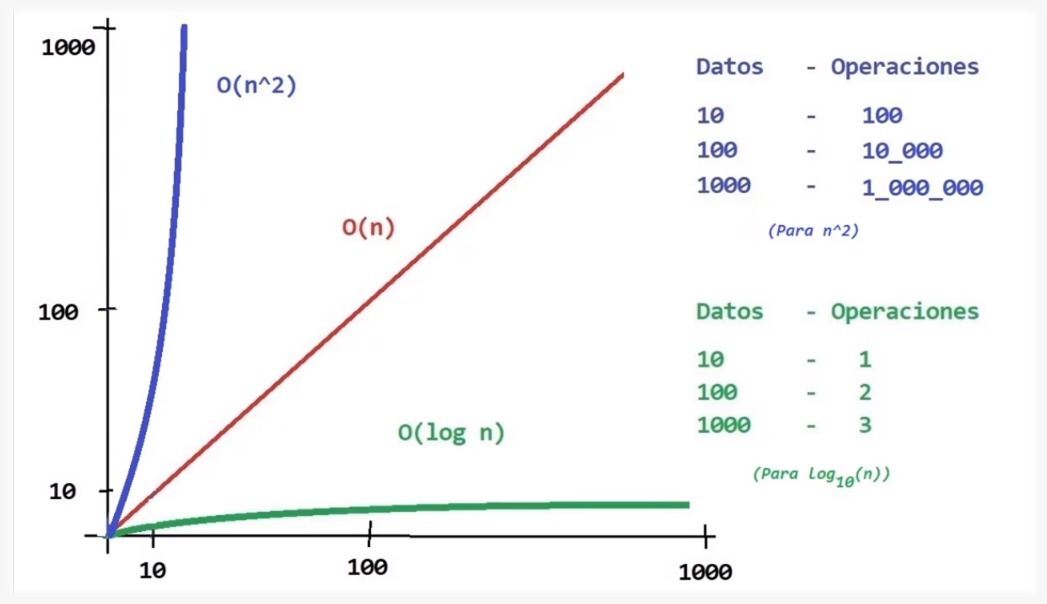 1000
O(n^2)
O(n)
100
O(log n)
10
10
100
1000
Datos - Operaciones
10 - 100
100 - 10_000
1000 - 1_000_000
(Para n^2)
Datos - Operaciones
10 - 1
100 - 2
1000 - 3
(Para log₁₀(n))